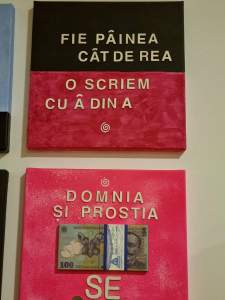 FIE PÂINEA
CÂT DE REA
O SCRIEM
CU Â DIN A
DOMNIA
ȘI PROSTIA
100
SE